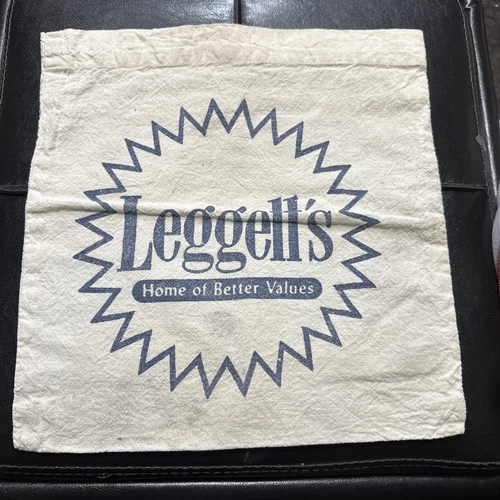 Leggett's
Home of Better Values